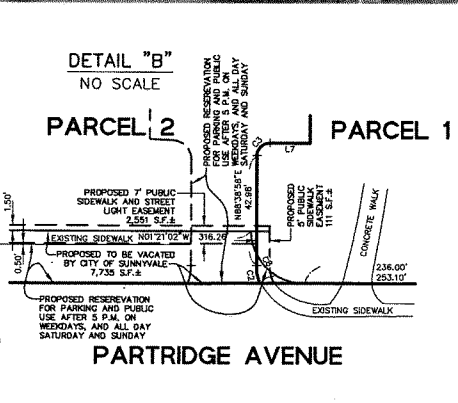 DETAIL "B"
NO SCALE
PARCEL 2
PARCEL 1
PROPOSED RESEREVATION
FOR PARKING AND PUBLIC
USE AFTER 5 P.M. ON
WEEKDAYS, AND ALL DAY
SATURDAY AND SUNDAY
N88°38'58"E
42.98'
C3
L7
PROPOSED
5' PUBLIC
SIDEWALK
EASEMENT
111 S.F.±
CONCRETE WALK
1.50'
PROPOSED 7' PUBLIC
SIDEWALK AND STREET
LIGHT EASEMENT
2,551 S.F.±
EXISTING SIDEWALK N01°21'02"W 316.26'
PROPOSED TO BE VACATED
BY CITY OF SUNNYVALE
7,735 S.F.±
0.50'
C2
236.00'
253.10'
PROPOSED RESEREVATION
FOR PARKING AND PUBLIC
USE AFTER 5 P.M. ON
WEEKDAYS, AND ALL DAY
SATURDAY AND SUNDAY
EXISTING SIDEWALK
PARTRIDGE AVENUE